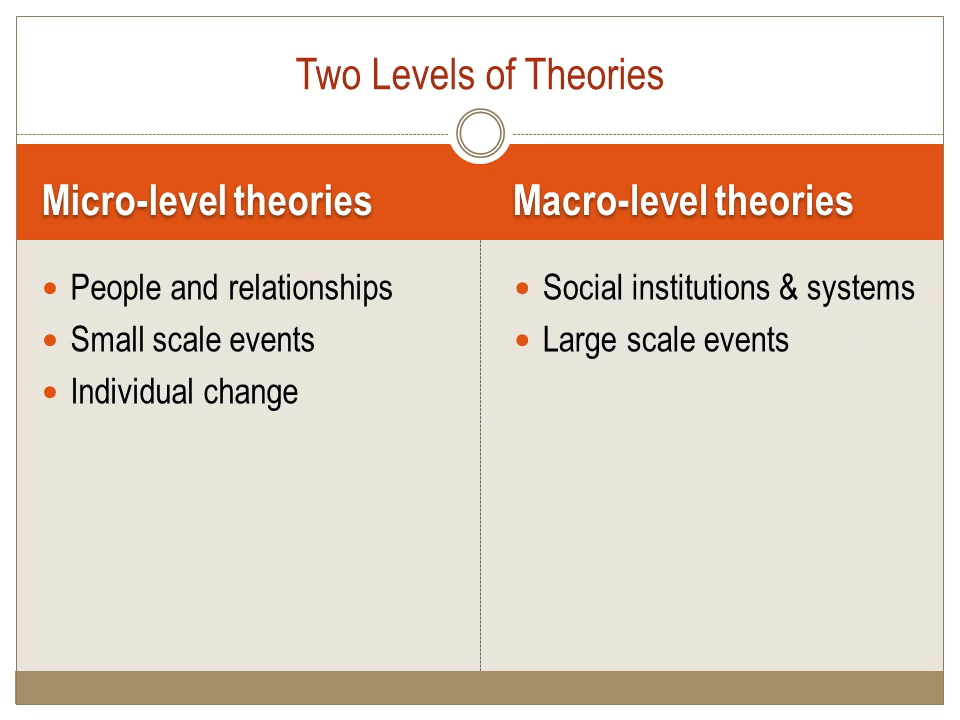 Two Levels of Theories
Micro-level theories
Macro-level theories
People and relationships
Small scale events
Individual change
Social institutions & systems
Large scale events